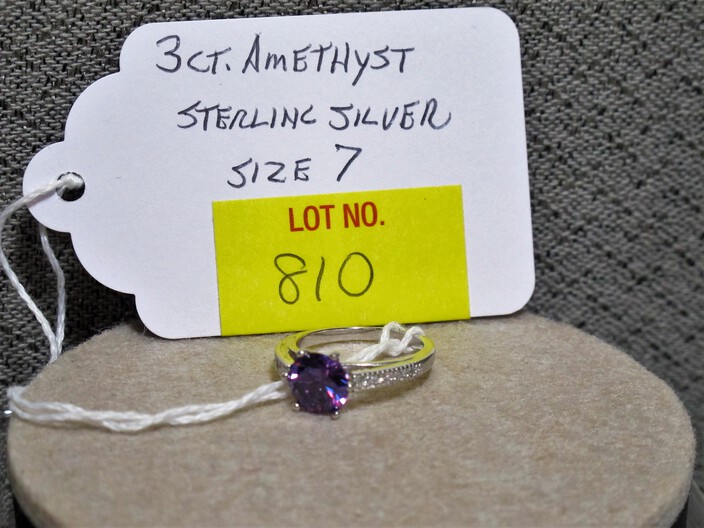 3CT. AMETHYST
STERLING SILVER
SIZE 7
LOT NO.
810